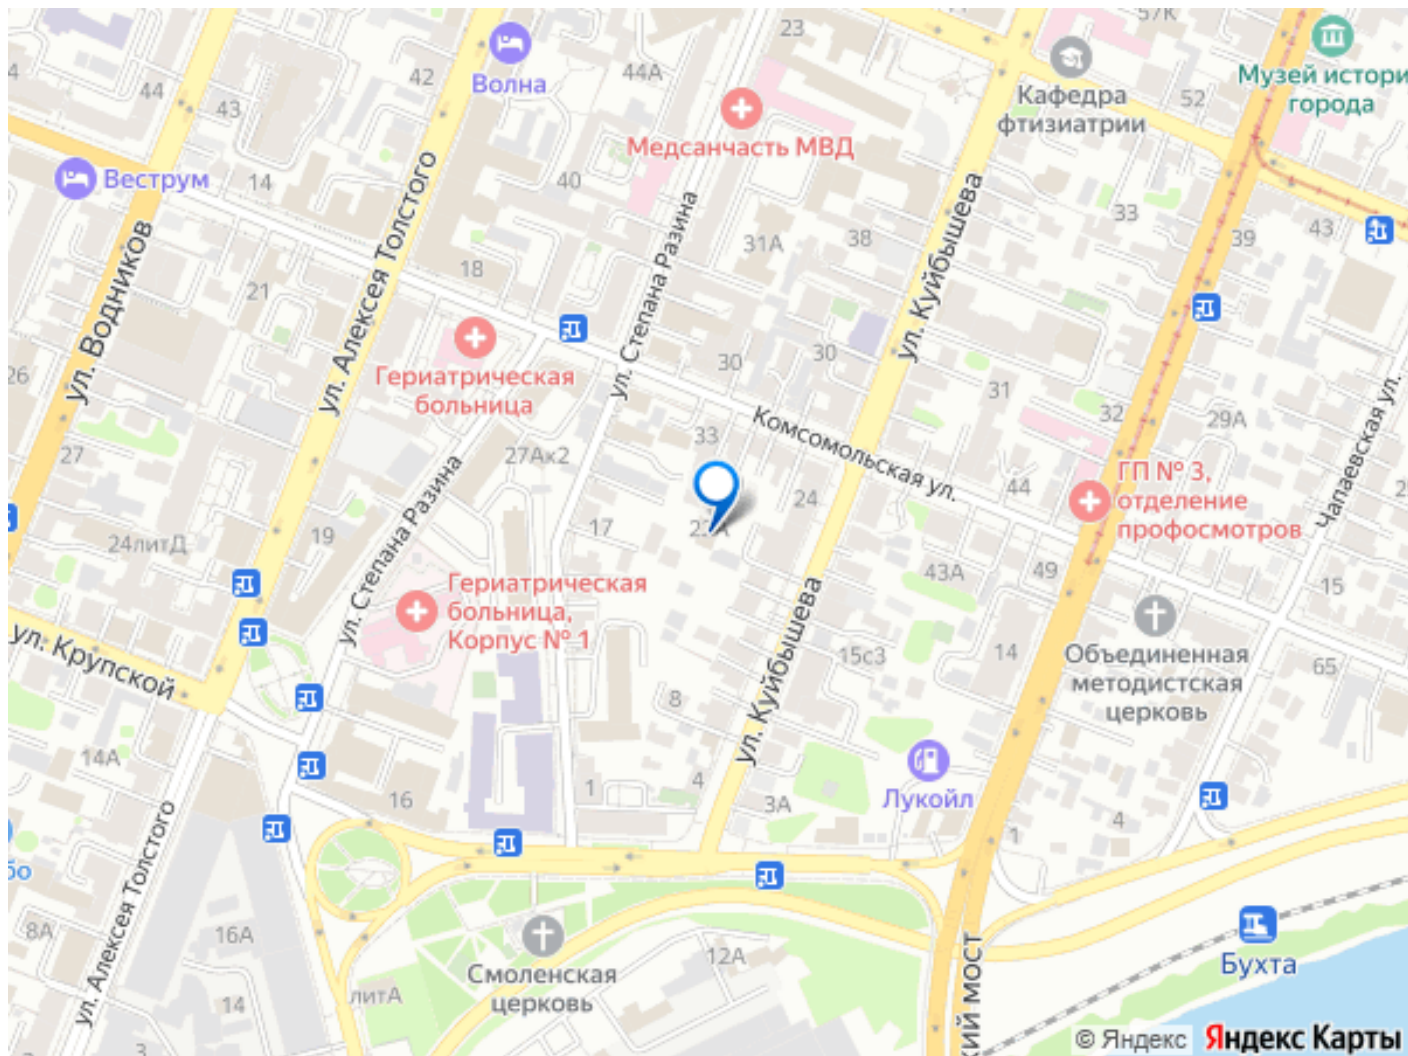 57К
23
Волна
42
44А
44
43
52
Музей истори
города
Кафедра
фтизиатрии
Медсанчасть МВД
Веструм
14
40
33
31А
38
39
43
ул. Водников
ул. Алексея Толстого
ул. Степана Разина
ул. Куйбышева
18
21
26
30
30
31
32
29А
Гериатрическая
больница
Комсомольская ул.
Чапаевская ул.
33
27Ак2
27
44
ГП № 3,
отделение
профосмотров
24
17
19
24литД
ул. Степана Разина
43А
49
15
Гериатрическая
больница,
Корпус № 1
ул. Куйбышева
ул. Крупской
15с3
14
65
Объединенная
методистская
церковь
8
14А
16
1
4
3А
Лукойл
1
4
бо
ул. Алексея Толстого
8А
16А
14
3
литА
Смоленская
церковь
12А
кий мост
Бухта
© Яндекс Яндекс Карты